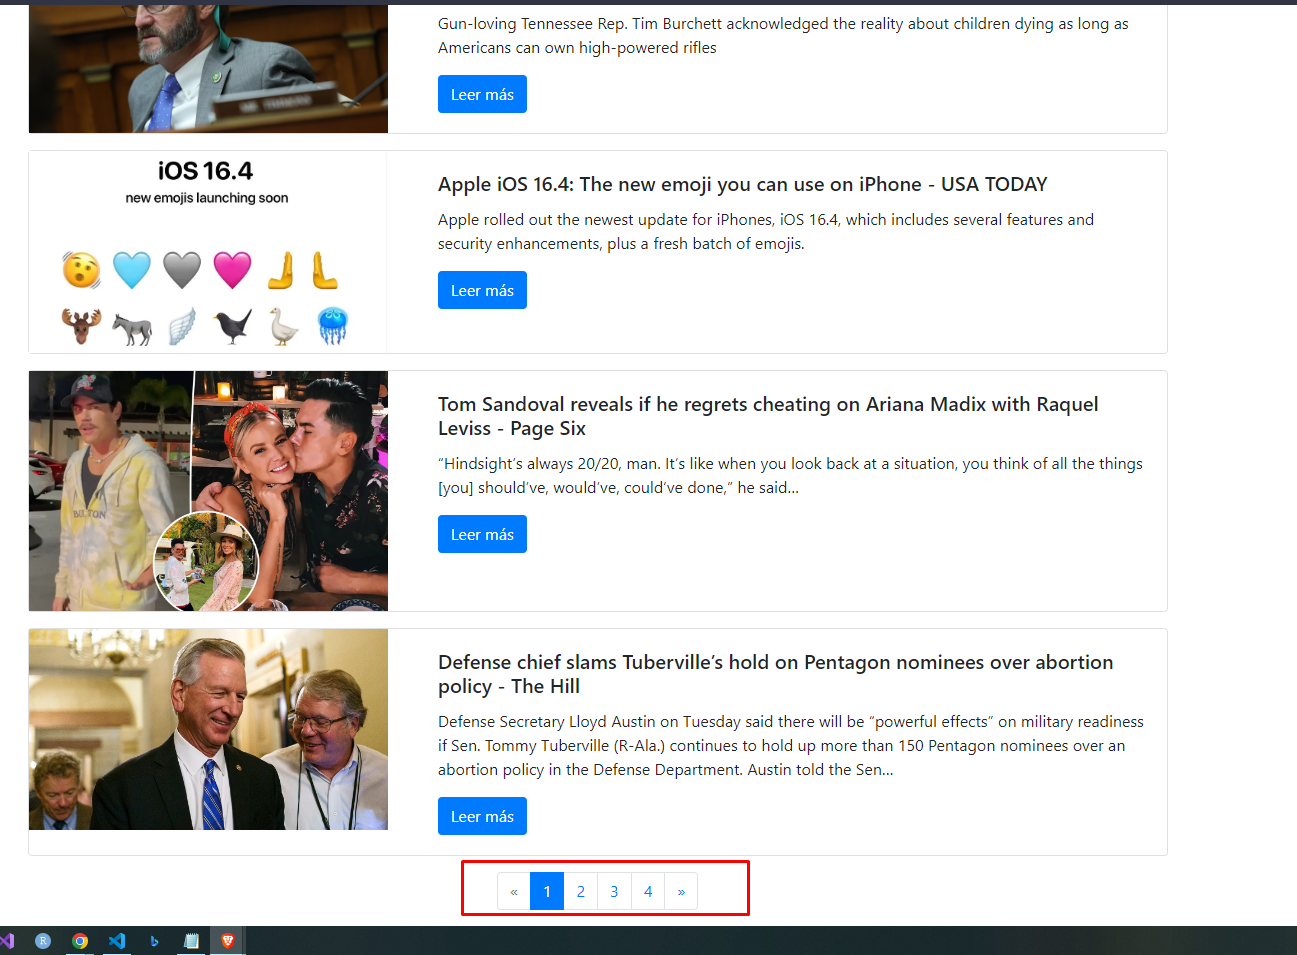 Gun-loving Tennessee Rep. Tim Burchett acknowledged the reality about children dying as long as
Americans can own high-powered rifles
Leer más
iOS 16.4
new emojis launching soon
Apple iOS 16.4: The new emoji you can use on iPhone - USA TODAY
Apple rolled out the newest update for iPhones, iOS 16.4, which includes several features and
security enhancements, plus a fresh batch of emojis.
Leer más
Tom Sandoval reveals if he regrets cheating on Ariana Madix with Raquel
Leviss - Page Six
“Hindsight’s always 20/20, man. It’s like when you look back at a situation, you think of all the things
[you] should’ve, would’ve, could’ve done,” he said…
Leer más
Defense chief slams Tuberville’s hold on Pentagon nominees over abortion
policy - The Hill
Defense Secretary Lloyd Austin on Tuesday said there will be “powerful effects” on military readiness
if Sen. Tommy Tuberville (R-Ala.) continues to hold up more than 150 Pentagon nominees over an
abortion policy in the Defense Department. Austin told the Sen…
Leer más
« 1 2 3 4 »